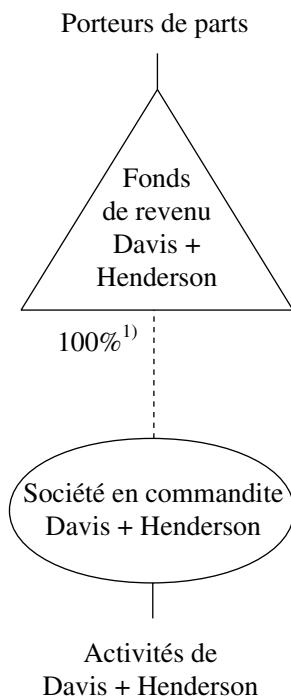 Porteurs de parts
Fonds
de revenu
Davis +
Henderson
100%¹⁾
Société en commandite
Davis + Henderson
Activités de
Davis + Henderson